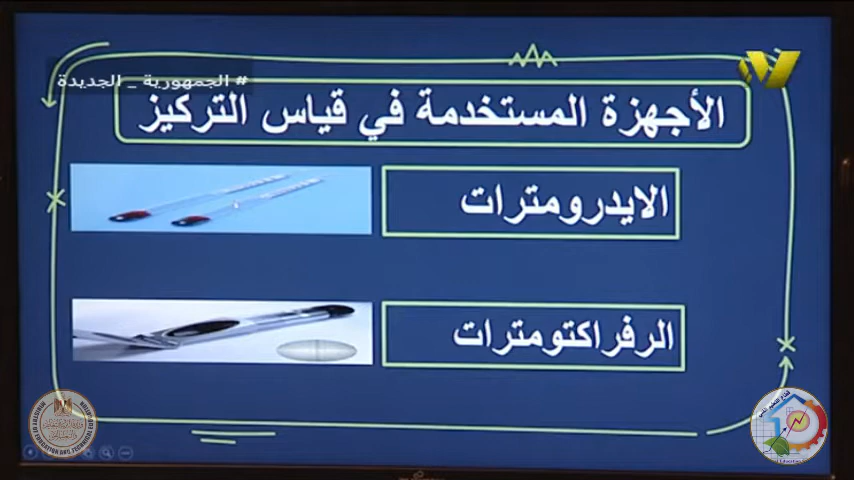 # الجمهورية _ الجديدة
الأجهزة المستخدمة في قياس التركيز
الايدرومترات
الرفراكتومترات